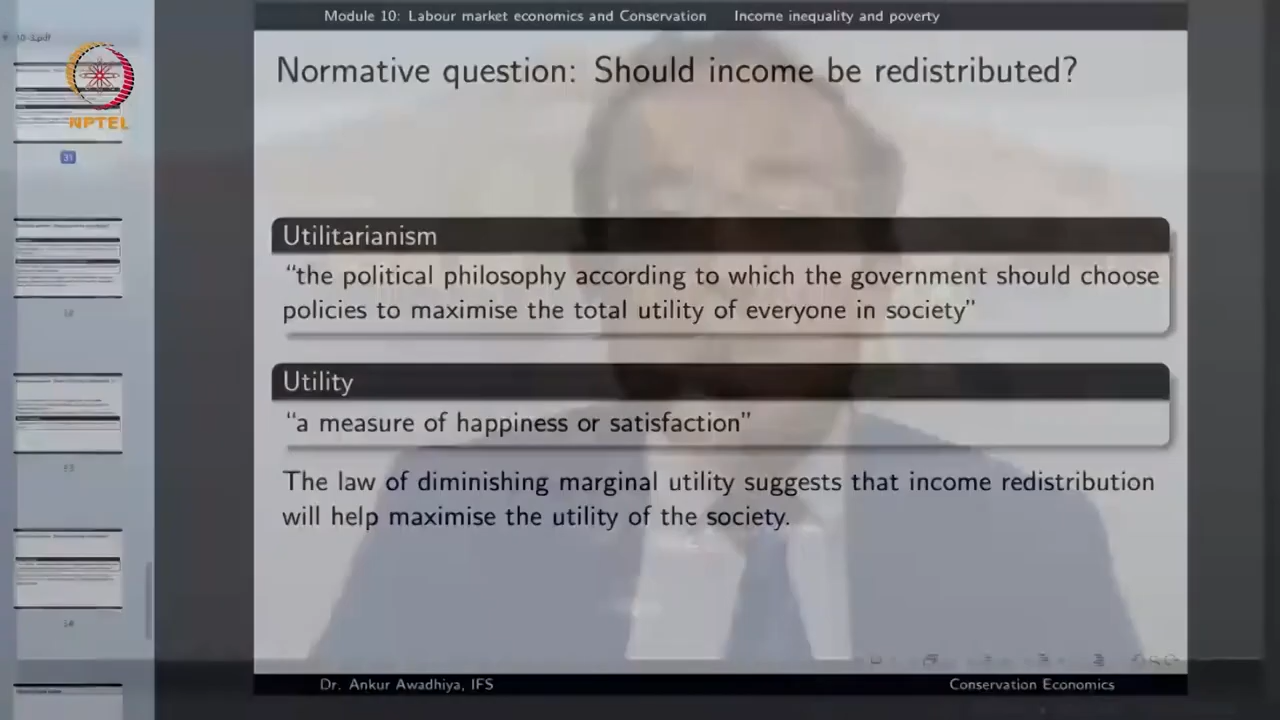 Module 10: Labour market economics and Conservation Income inequality and poverty
NPTEL
31
Normative question: Should income be redistributed?
Utilitarianism
“the political philosophy according to which the government should choose
policies to maximise the total utility of everyone in society”
Utility
“a measure of happiness or satisfaction”
The law of diminishing marginal utility suggests that income redistribution
will help maximise the utility of the society.
Dr. Ankur Awadhiya, IFS Conservation Economics